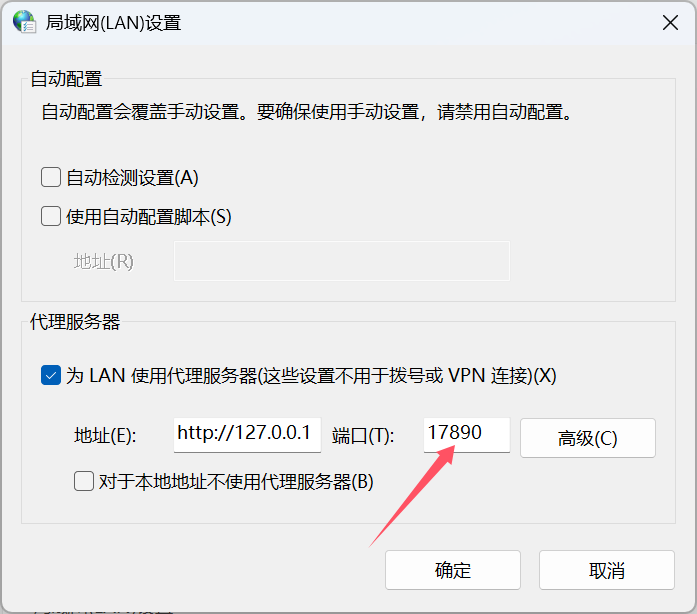 局域网(LAN)设置
自动配置
自动配置会覆盖手动设置。要确保使用手动设置，请禁用自动配置。
自动检测设置(A)
使用自动配置脚本(S)
地址(R)
代理服务器
为 LAN 使用代理服务器(这些设置不用于拨号或 VPN 连接)(X)
地址(E): http://127.0.0.1 端口(T): 17890 高级(C)
对于本地地址不使用代理服务器(B)
确定 取消